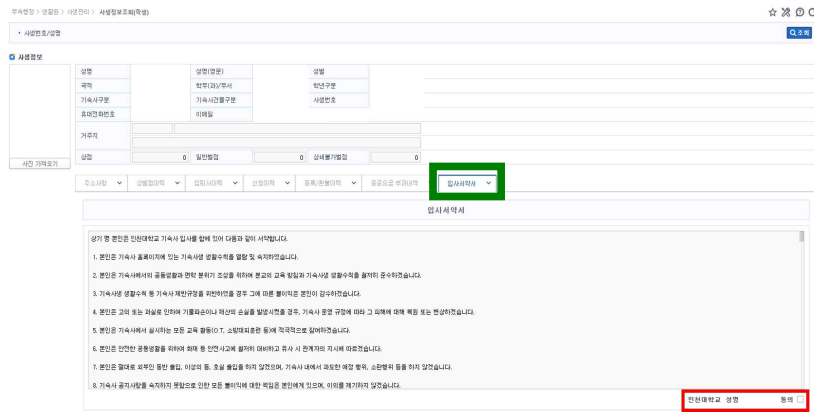 부속행정 > 생활원 > 사생관리 > 사생정보조회(학생)
• 사생번호/성명
조회
사생정보
성명 성명(영문) 성별
국적 학부(과)/부서 학년구분
기숙사구분 기숙사건물구분 사생번호
휴대전화번호 이메일
거주지
상점 0 일반벌점 0 상쇄불가벌점 0
사진 가져오기
주소사항 상벌점이력 입퇴사이력 신청이력 등록/환불이력 공공요금 부과내역 입사서약서
입사서약서
상기 명 본인은 인천대학교 기숙사 입사를 함에 있어 다음과 같이 서약합니다.
1. 본인은 기숙사 홈페이지에 있는 기숙사생 생활수칙을 열람 및 숙지하였습니다.
2. 본인은 기숙사에서의 공동생활과 면학 분위기 조성을 위하여 본교의 교육 방침과 기숙사생 생활수칙을 철저히 준수하겠습니다.
3. 기숙사생 생활수칙 등 기숙사 제반규정을 위반하였을 경우 그에 따른 불이익은 본인이 감수하겠습니다.
4. 본인은 고의 또는 과실로 인하여 기물파손이나 재산의 손실을 발생시켰을 경우, 기숙사 운영 규정에 따라 그 피해에 대해 복원 또는 변상하겠습니다.
5. 본인은 기숙사에서 실시하는 모든 교육 활동(O.T, 소방대피훈련 등)에 적극적으로 참여하겠습니다.
6. 본인은 안전한 공동생활을 위하여 화재 등 안전사고에 철저히 대비하고 유사 시 관계자의 지시에 따르겠습니다.
7. 본인은 절대로 외부인 동반 출입, 이성의 동, 호실 출입을 하지 않겠으며, 기숙사 내에서 과도한 애정 행위, 소란행위 등을 하지 않겠습니다.
8. 기숙사 공지사항을 숙지하지 못함으로 인한 모든 불이익에 대한 책임은 본인에게 있으며, 이의를 제기하지 않겠습니다.
인천대학교 성명 동의